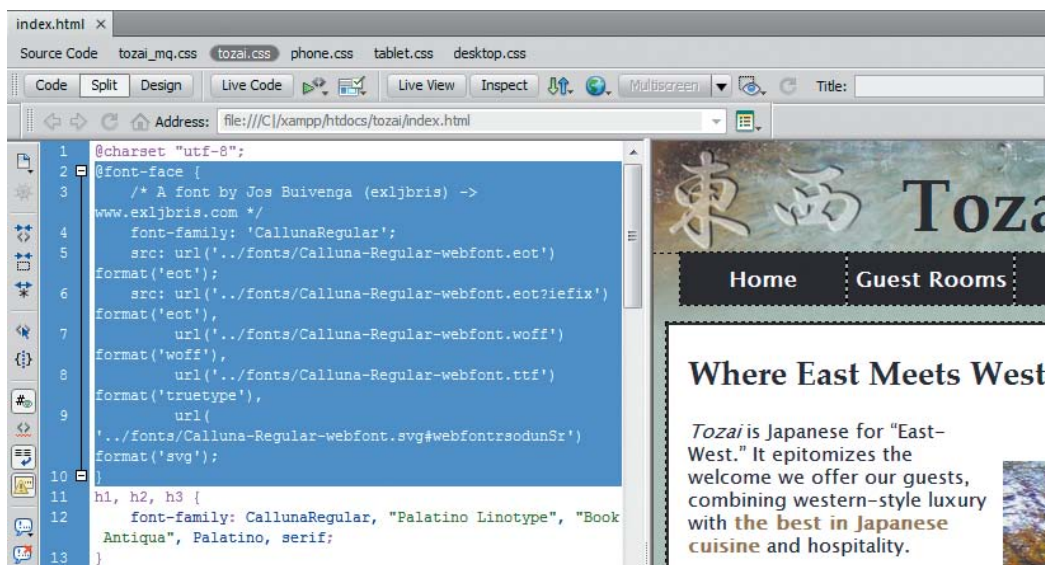 index.html ×
Source Code tozai_mq.css tozai.css phone.css tablet.css desktop.css
Code Split Design Live Code Live View Inspect Multiscreen Title:
Address: file:///C|/xampp/htdocs/tozai/index.html
1 @charset "utf-8";
2 @font-face {
3 /* A font by Jos Buivenga (exljbris) ->
www.exljbris.com */
4 font-family: 'CallunaRegular';
5 src: url('../fonts/Calluna-Regular-webfont.eot')
format('eot');
6 src: url('../fonts/Calluna-Regular-webfont.eot?iefix')
format('eot'),
7 url('../fonts/Calluna-Regular-webfont.woff')
format('woff'),
8 url('../fonts/Calluna-Regular-webfont.ttf')
format('truetype'),
9 url(
'../fonts/Calluna-Regular-webfont.svg#webfontrsodunSr')
format('svg');
10 }
11 h1, h2, h3 {
12 font-family: CallunaRegular, "Palatino Linotype", "Book
Antiqua", Palatino, serif;
13 }
東西 Toza
Home Guest Rooms
Where East Meets West
Tozai is Japanese for “East–
West.” It epitomizes the
welcome we offer our guests,
combining western–style luxury
with the best in Japanese
cuisine and hospitality.